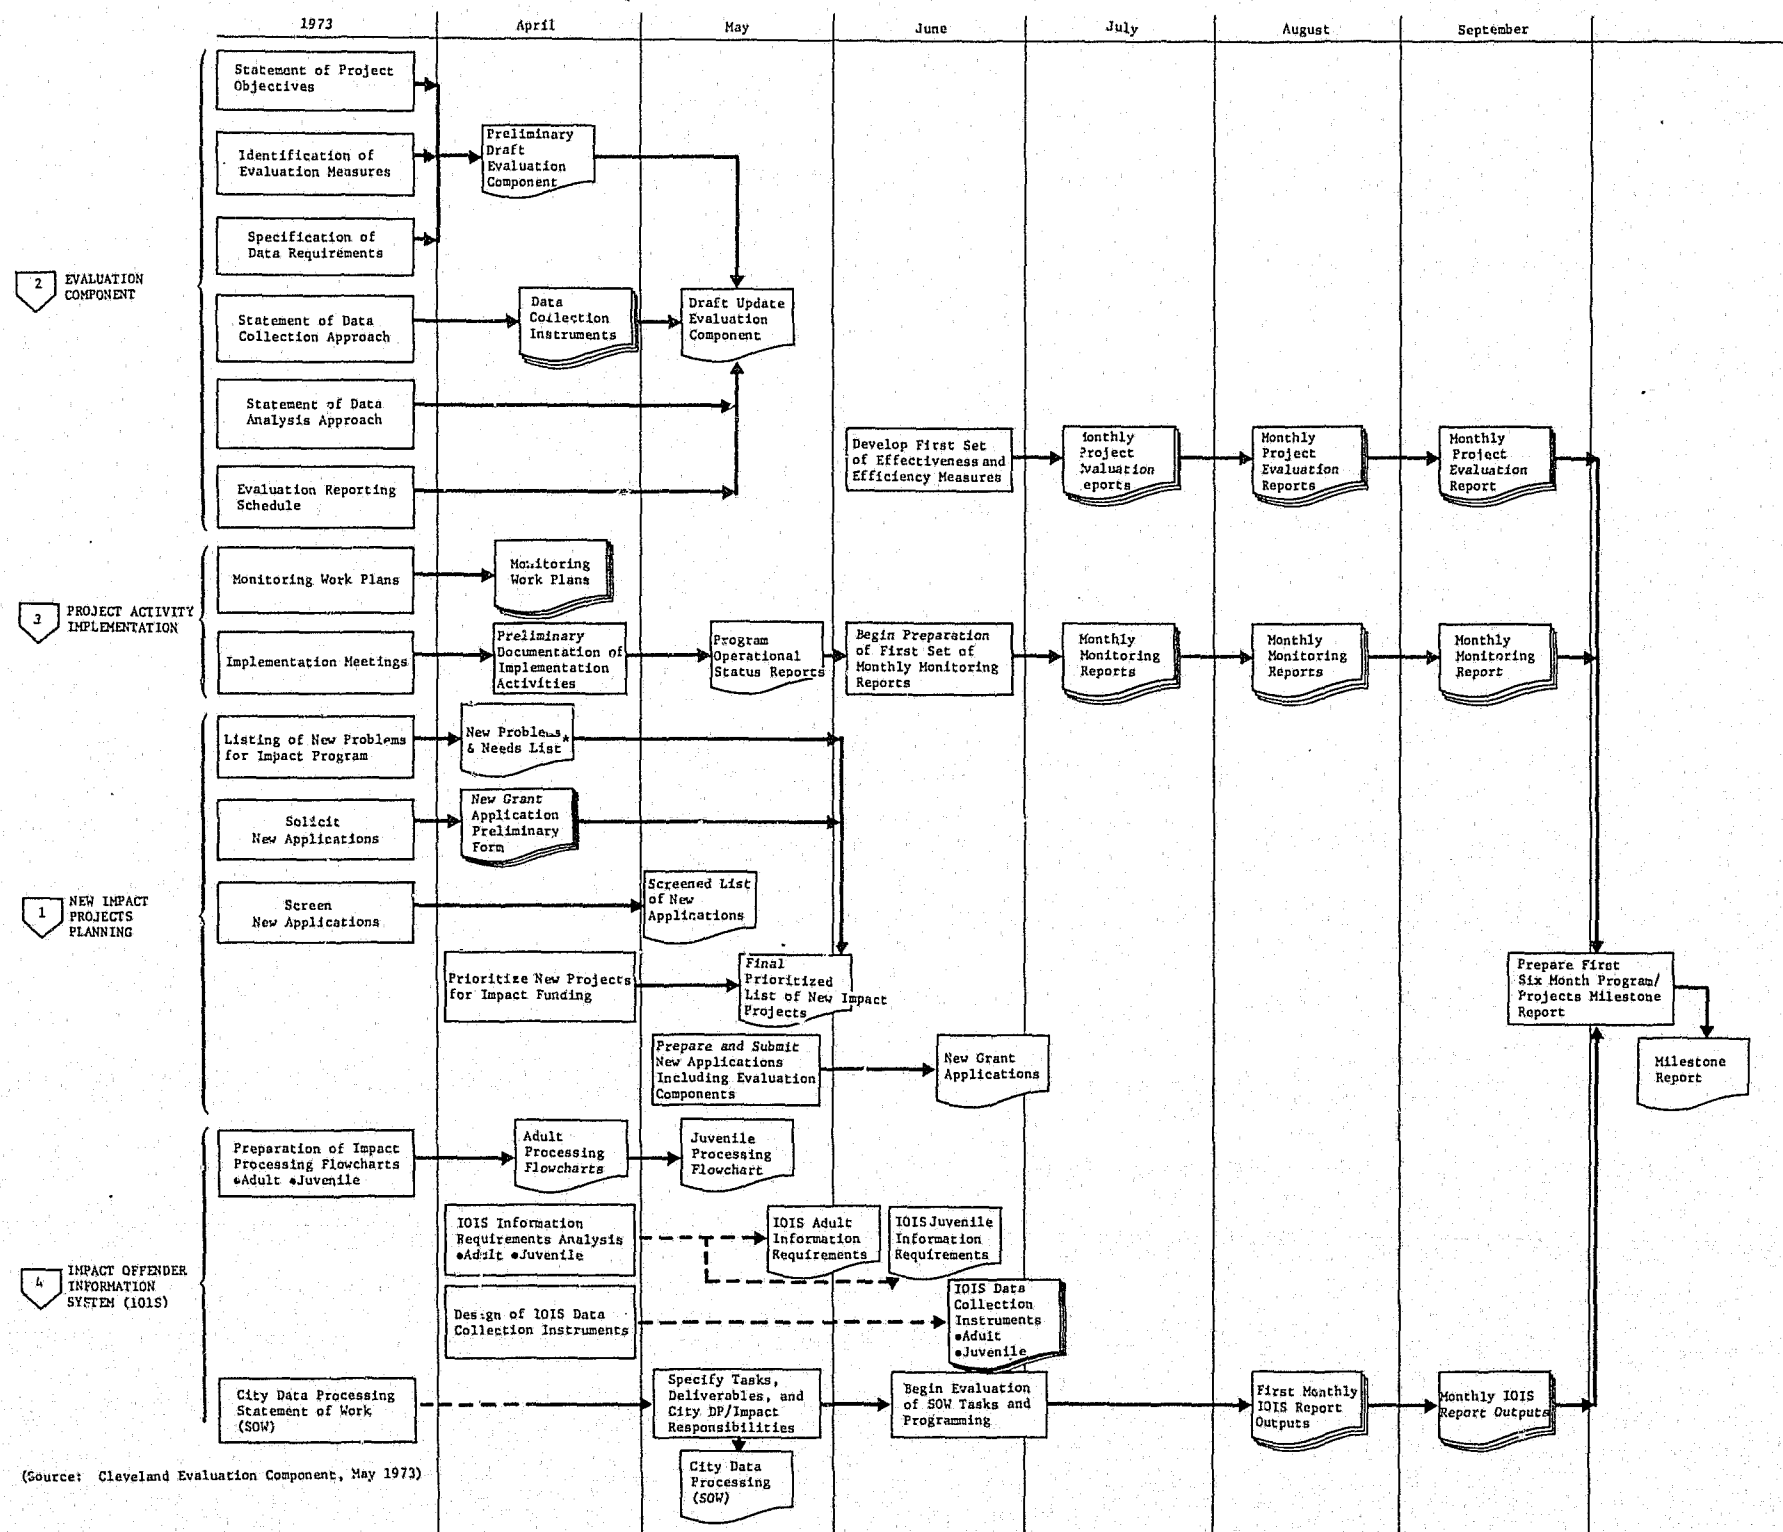 1973
April
May
June
July
August
September
Statement of Project
Objectives
Identification of
Evaluation Measures
Preliminary
Draft
Evaluation
Component
Specification of
Data Requirements
2
EVALUATION
COMPONENT
Statement of Data
Collection Approach
Data
Collection
Instruments
Draft Update
Evaluation
Component
Statement of Data
Analysis Approach
Evaluation Reporting
Schedule
Develop First Set
of Effectiveness and
Efficiency Measures
Monthly
Project
Evaluation
Reports
Monthly
Project
Evaluation
Reports
Monthly
Project
Evaluation
Report
3
PROJECT ACTIVITY
IMPLEMENTATION
Monitoring Work Plans
Monitoring
Work Plans
Implementation Meetings
Preliminary
Documentation of
Implementation
Activities
Program
Operational
Status Reports
Begin Preparation
of First Set of
Monthly Monitoring
Reports
Monthly
Monitoring
Reports
Monthly
Monitoring
Reports
Monthly
Monitoring
Report
1
NEW IMPACT
PROJECTS
PLANNING
Listing of New Problems
for Impact Program
New Problems*
& Needs List
Solicit
New Applications
New Grant
Application
Preliminary
Form
Screen
New Applications
Screened List
of New
Applications
Prioritize New Projects
for Impact Funding
Final
Prioritized
List of New Impact
Projects
Prepare and Submit
New Applications
Including Evaluation
Components
New Grant
Applications
Prepare First
Six Month Program/
Projects Milestone
Report
Milestone
Report
4
IMPACT OFFENDER
INFORMATION
SYSTEM (IOIS)
Preparation of Impact
Processing Flowcharts
●Adult ●Juvenile
Adult
Processing
Flowcharts
Juvenile
Processing
Flowchart
IOIS Information
Requirements Analysis
●Adult ●Juvenile
IOIS Adult
Information
Requirements
IOIS Juvenile
Information
Requirements
Design of IOIS Data
Collection Instruments
IOIS Data
Collection
Instruments
●Adult
●Juvenile
City Data Processing
Statement of Work
(SOW)
Specify Tasks,
Deliverables, and
City DP/Impact
Responsibilities
Begin Evaluation
of SOW Tasks and
Programming
First Monthly
IOIS Report
Outputs
Monthly IOIS
Report Outputs
City Data
Processing
(SOW)
(Source: Cleveland Evaluation Component, May 1973)